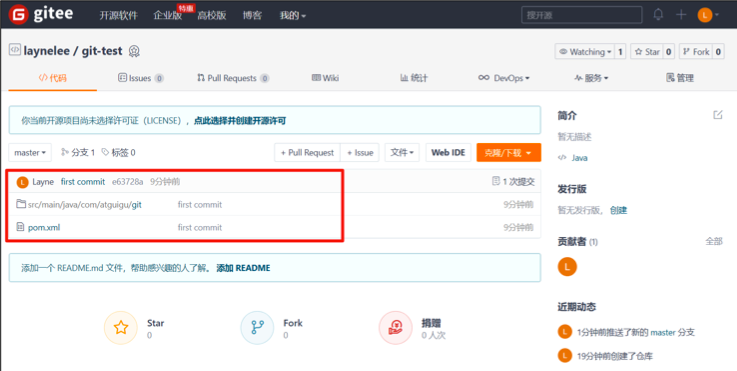 gitee 开源软件 企业版 特惠 高校版 博客 我的 搜开源 L
laynelee / git-test Watching 1 Star 0 Fork 0
代码 Issues 0 Pull Requests 0 Wiki 统计 DevOps 服务 管理
你当前开源项目尚未选择许可证（LICENSE），点此选择并创建开源许可
master 分支 1 标签 0 + Pull Request + Issue 文件 Web IDE 克隆/下载
L Layne first commit e63728a 9分钟前 1 次提交
src/main/java/com/atguigu/git first commit 9分钟前
pom.xml first commit 9分钟前
添加一个 README.md 文件，帮助感兴趣的人了解。 添加 README
Star
0
Fork
0
捐赠
0 人次
简介
暂无描述
Java
发行版
暂无发行版，创建
贡献者 (1) 全部
L
近期动态
L 1分钟前推送了新的 master 分支
L 19分钟前创建了仓库